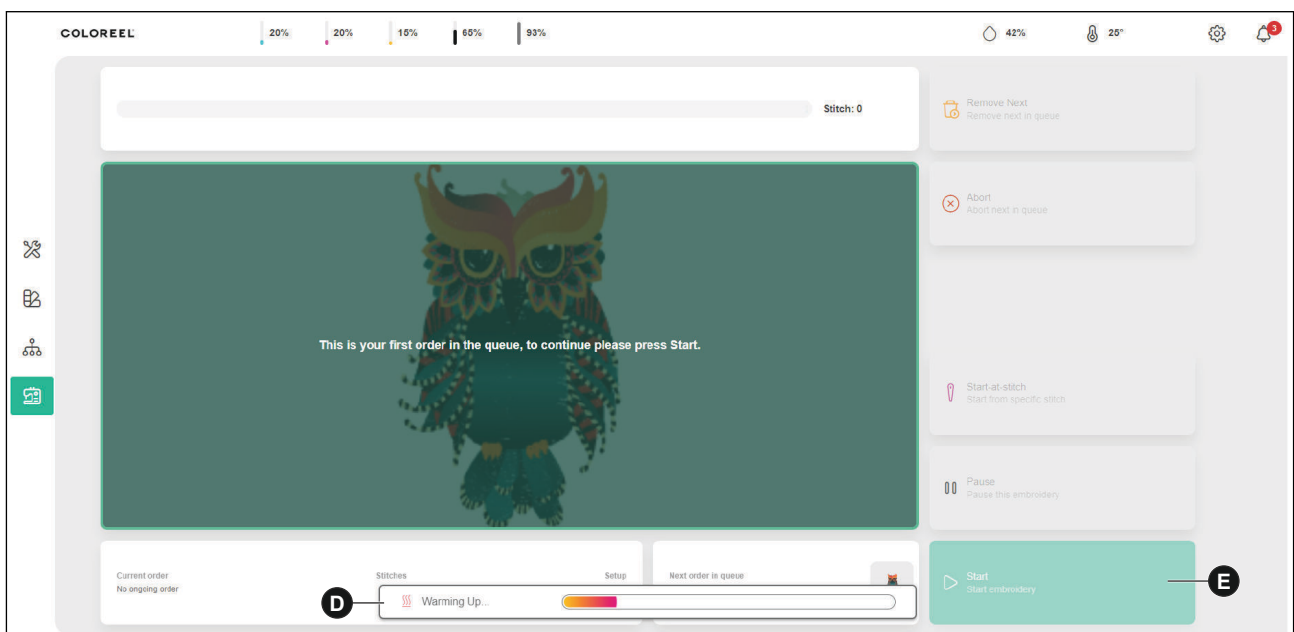 COLOREEL
20%
20%
15%
65%
93%
42%
25°
3
Stitch: 0
Remove Next
Remove next in queue
Abort
Abort next in queue
This is your first order in the queue, to continue please press Start.
Start-at-stitch
Start from specific stitch
Pause
Pause this embroidery
Current order
No ongoing order
Stitches
Setup
Next order in queue
D
Warming Up...
Start
Start embroidery
E